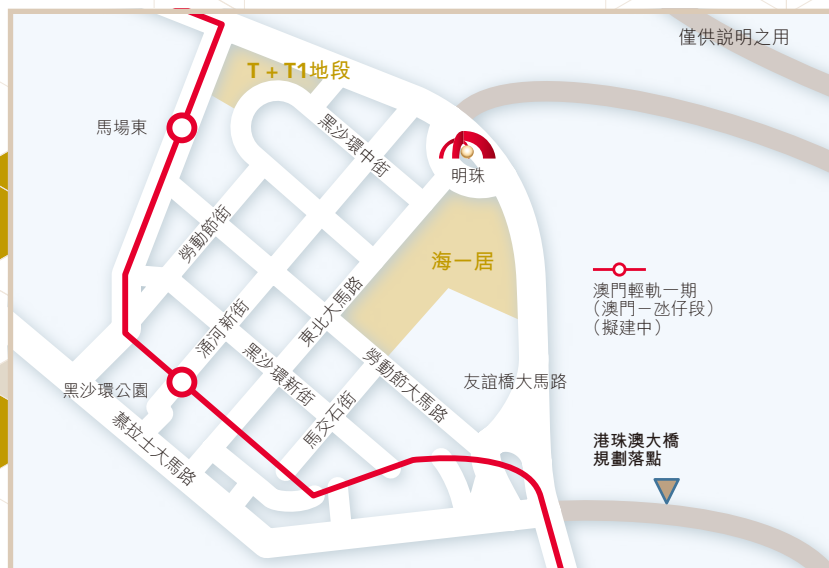 僅供説明之用
T + T1地段
馬場東
黑沙環中街
明珠
勞動節街
海一居
澳門輕軌一期
（澳門－氹仔段）
（擬建中）
東北大馬路
涌河新街
黑沙環新街
勞動節大馬路
友誼橋大馬路
黑沙環公園
馬交石街
慕拉士大馬路
港珠澳大橋
規劃落點